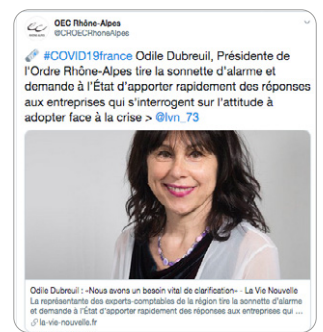 OEC Rhône-Alpes
@CROECRhoneAlpes
#COVID19france Odile Dubreuil, Présidente de
l'Ordre Rhône-Alpes tire la sonnette d'alarme et
demande à l'État d'apporter rapidement des réponses
aux entreprises qui s'interrogent sur l'attitude à
adopter face à la crise > @lvn_73
Odile Dubreuil : «Nous avons un besoin vital de clarification» - La Vie Nouvelle
La représentante des experts-comptables de la région tire la sonnette d'alarme
et demande à l'État d'apporter rapidement des réponses aux entreprises qui ...
la-vie-nouvelle.fr